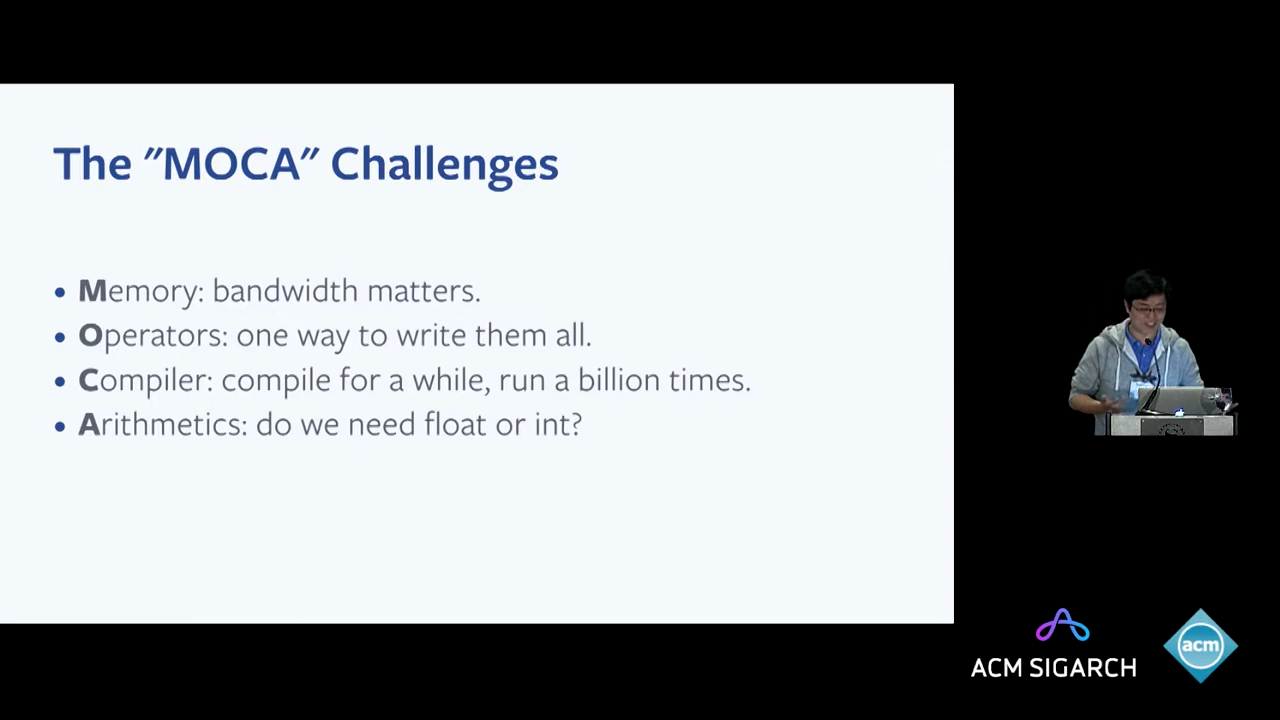 The "MOCA" Challenges
• Memory: bandwidth matters.
• Operators: one way to write them all.
• Compiler: compile for a while, run a billion times.
• Arithmetics: do we need float or int?
ACM SIGARCH
acm